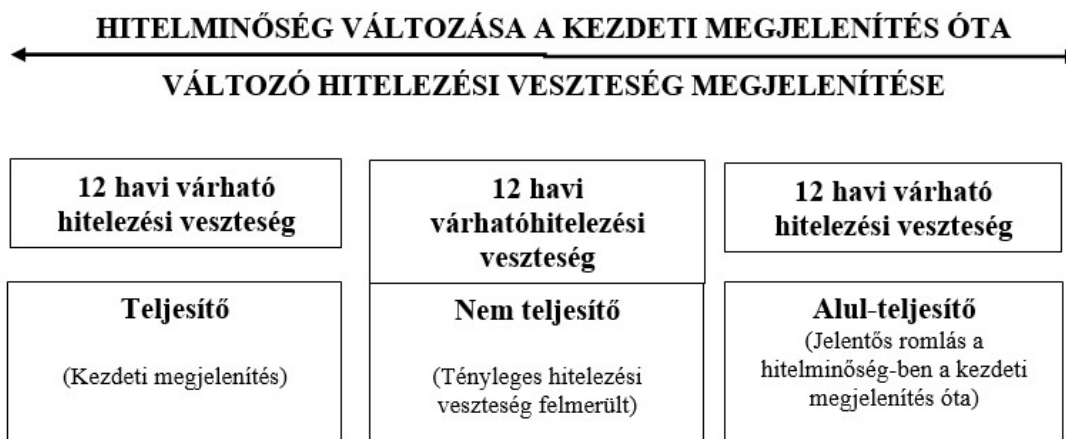 HITELMINŐSÉG VÁLTOZÁSA A KEZDETI MEGJELENÍTÉS ÓTA
VÁLTOZÓ HITELEZÉSI VESZTESÉG MEGJELENÍTÉSE
12 havi várható
hitelezési veszteség
12 havi
várhatóhitelezési
veszteség
12 havi várható
hitelezési veszteség
Teljesítő
(Kezdeti megjelenítés)
Nem teljesítő
(Tényleges hitelezési
veszteség felmerült)
Alul-teljesítő
(Jelentős romlás a
hitelminőség-ben a kezdeti
megjelenítés óta)